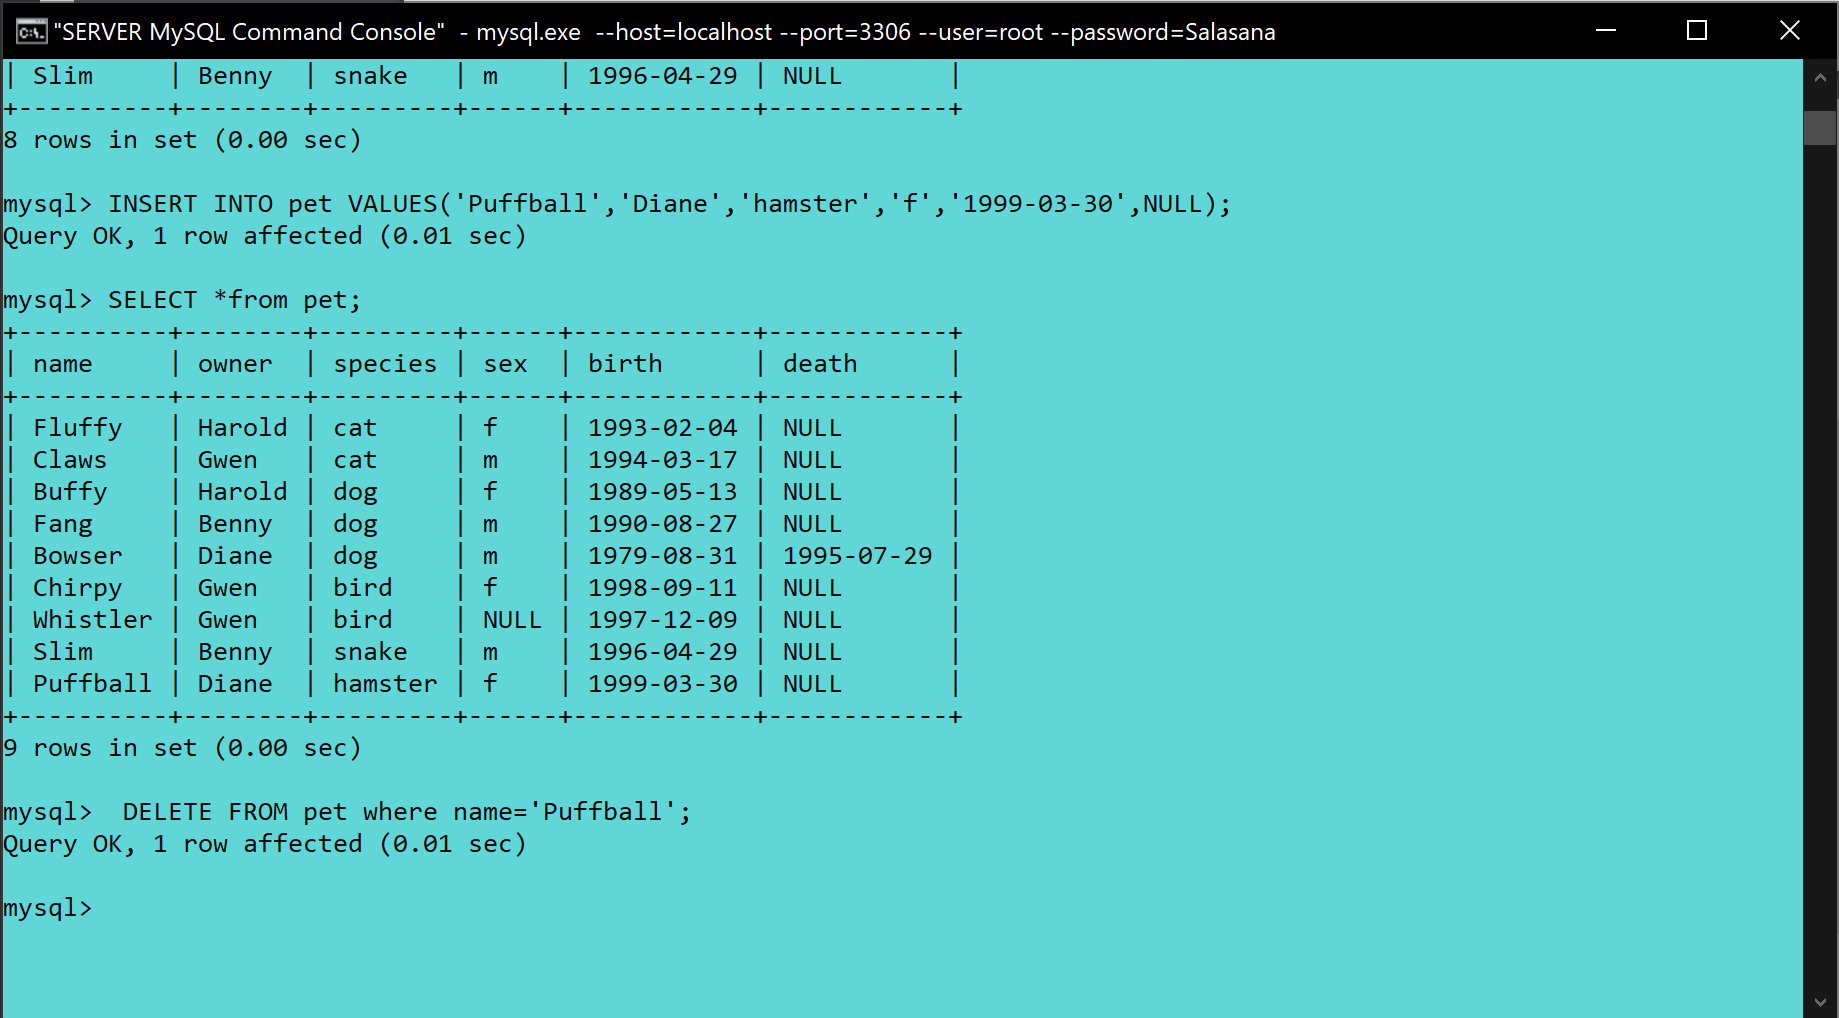 "SERVER MySQL Command Console"  - mysql.exe  --host=localhost --port=3306 --user=root --password=Salasana
| Slim     | Benny  | snake   | m    | 1996-04-29 | NULL       |
+----------+--------+---------+------+------------+------------+
8 rows in set (0.00 sec)

mysql> INSERT INTO pet VALUES('Puffball','Diane','hamster','f','1999-03-30',NULL);
Query OK, 1 row affected (0.01 sec)

mysql> SELECT *from pet;
+----------+--------+---------+------+------------+------------+
| name     | owner  | species | sex  | birth      | death      |
+----------+--------+---------+------+------------+------------+
| Fluffy   | Harold | cat     | f    | 1993-02-04 | NULL       |
| Claws    | Gwen   | cat     | m    | 1994-03-17 | NULL       |
| Buffy    | Harold | dog     | f    | 1989-05-13 | NULL       |
| Fang     | Benny  | dog     | m    | 1990-08-27 | NULL       |
| Bowser   | Diane  | dog     | m    | 1979-08-31 | 1995-07-29 |
| Chirpy   | Gwen   | bird    | f    | 1998-09-11 | NULL       |
| Whistler | Gwen   | bird    | NULL | 1997-12-09 | NULL       |
| Slim     | Benny  | snake   | m    | 1996-04-29 | NULL       |
| Puffball | Diane  | hamster | f    | 1999-03-30 | NULL       |
+----------+--------+---------+------+------------+------------+
9 rows in set (0.00 sec)

mysql>  DELETE FROM pet where name='Puffball';
Query OK, 1 row affected (0.01 sec)

mysql>